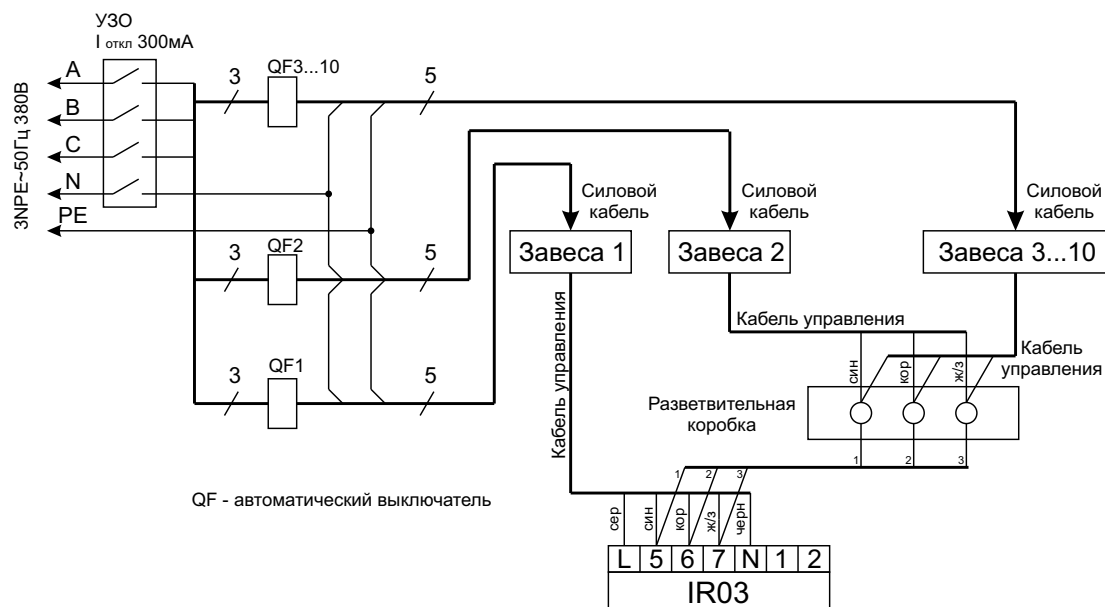 УЗО
I откл 300мА
3NPE~50Гц 380В
A
B
C
N
PE
3
QF3...10
5
3
QF2
5
3
QF1
5
Силовой
кабель
Силовой
кабель
Силовой
кабель
Завеса 1
Завеса 2
Завеса 3...10
Кабель управления
Кабель управления
Кабель
управления
син
кор
ж/з
Разветвительная
коробка
1
2
3
1
2
3
QF - автоматический выключатель
сер
син
кор
ж/з
черн
L 5 6 7 N 1 2
IR03